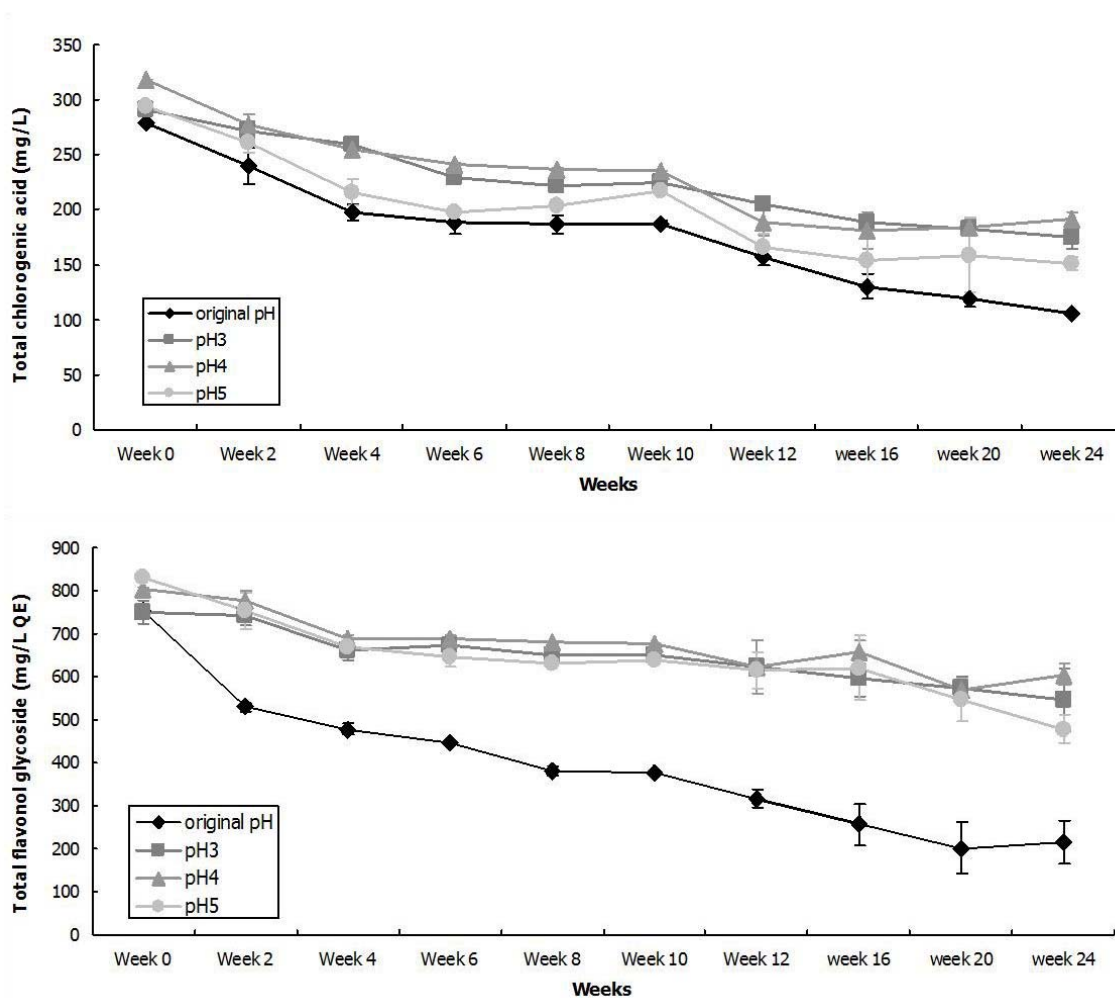 350
300
250
200
150
100
50
0
Total chlorogenic acid (mg/L)
original pH
pH3
pH4
pH5
Week 0 Week 2 Week 4 Week 6 Week 8 Week 10 Week 12 week 16 week 20 week 24
Weeks
900
800
700
600
500
400
300
200
100
0
Total flavonol glycoside (mg/L QE)
original pH
pH3
pH4
pH5
Week 0 Week 2 Week 4 Week 6 Week 8 Week 10 Week 12 week 16 week 20 week 24
Weeks